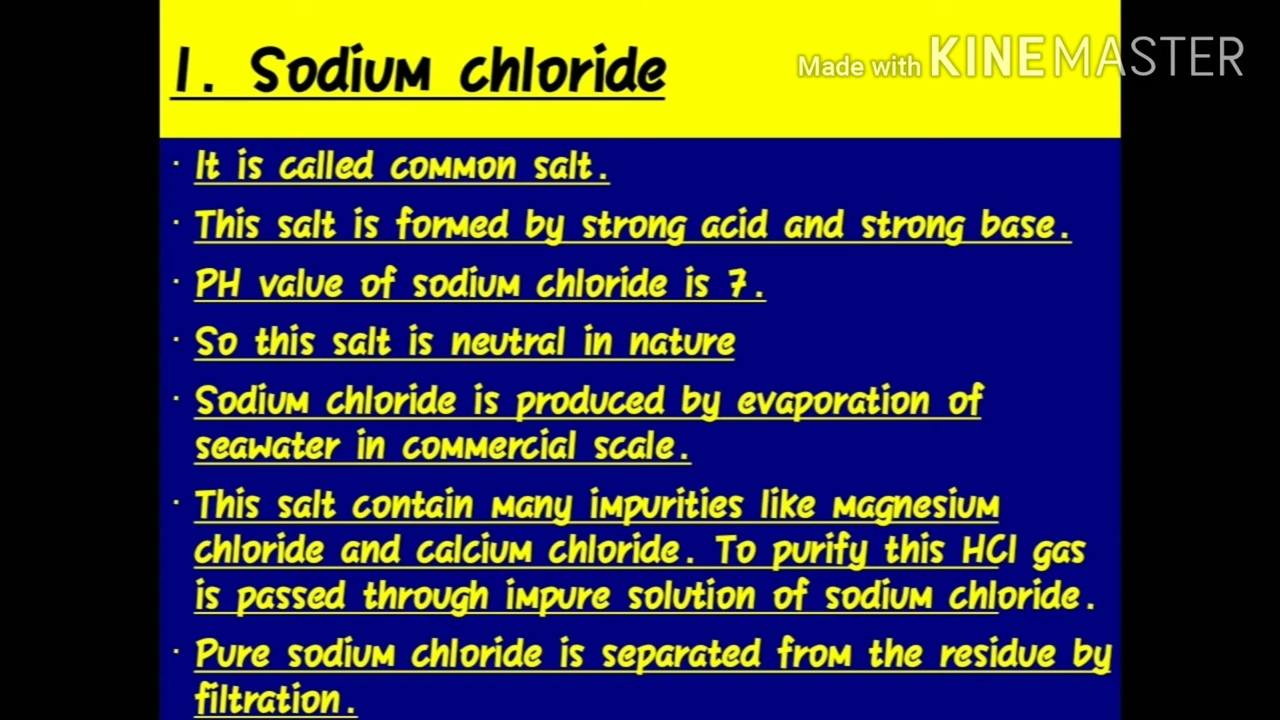 1. Sodium chloride
Made with KINEMASTER
· It is called common salt.
· This salt is formed by strong acid and strong base.
· PH value of sodium chloride is 7.
· So this salt is neutral in nature
· Sodium chloride is produced by evaporation of
seawater in commercial scale.
· This salt contain many impurities like magnesium
chloride and calcium chloride. To purify this HCl gas
is passed through impure solution of sodium chloride.
· Pure sodium chloride is separated from the residue by
filtration.